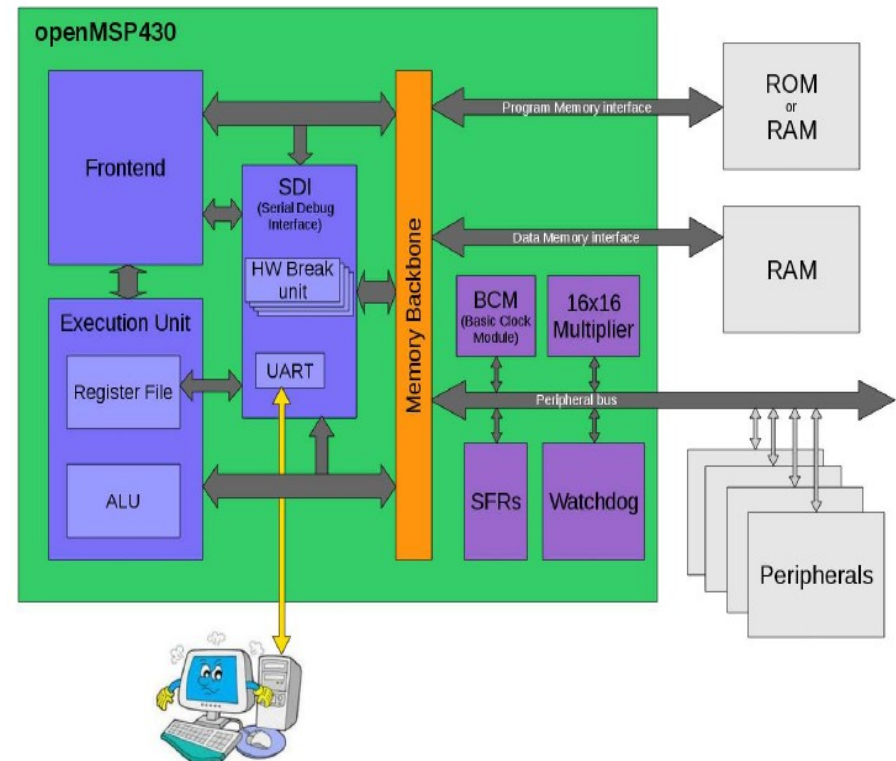 openMSP430
Frontend
SDI
(Serial Debug
Interface)
HW Break
unit
UART
Execution Unit
Register File
ALU
Memory Backbone
Program Memory interface
ROM
or
RAM
Data Memory interface
RAM
BCM
(Basic Clock
Module)
16x16
Multiplier
Peripheral bus
SFRs
Watchdog
Peripherals